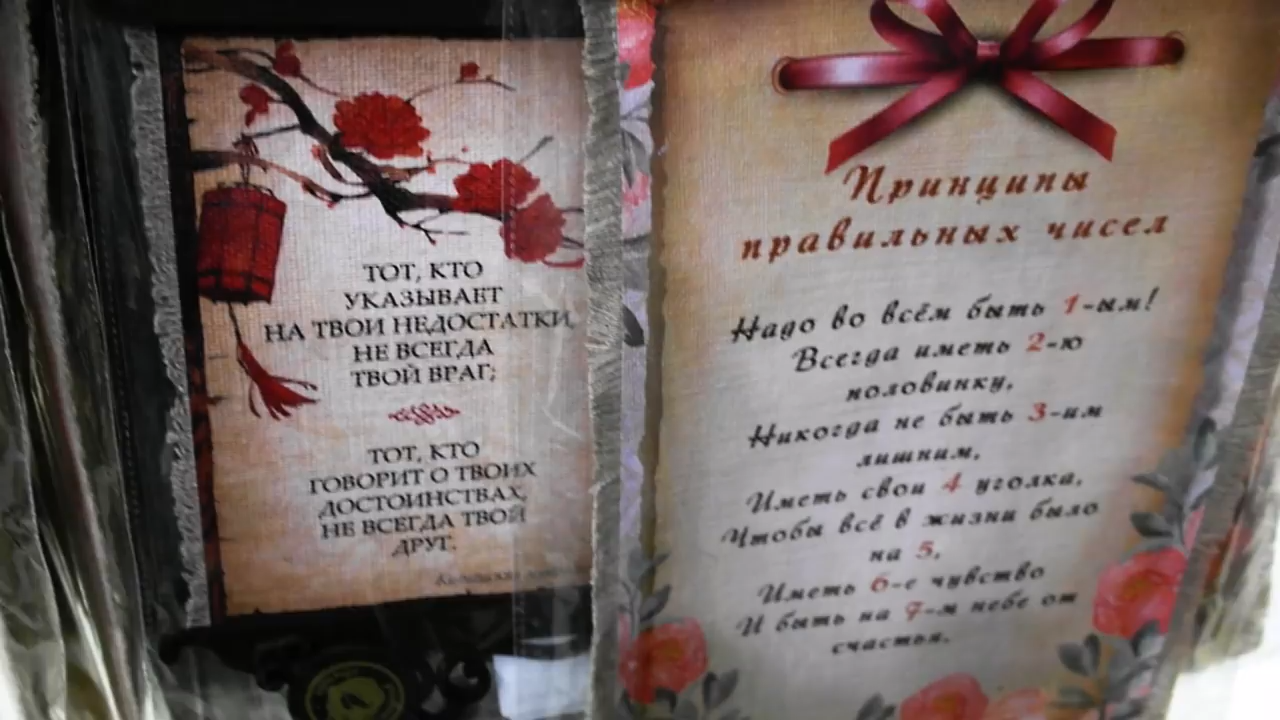 ТОТ, КТО
УКАЗЫВАЕТ
НА ТВОИ НЕДОСТАТКИ,
НЕ ВСЕГДА
ТВОЙ ВРАГ;
ТОТ, КТО
ГОВОРИТ О ТВОИХ
ДОСТОИНСТВАХ,
НЕ ВСЕГДА ТВОЙ
ДРУГ.
Принципы
правильных чисел
Надо во всём быть 1-ым!
Всегда иметь 2-ю
половинку,
Никогда не быть 3-им
лишним,
Иметь свои 4 уголка,
Чтобы всё в жизни было
на 5,
Иметь 6-е чувство
И быть на 7-м небе от
счастья.